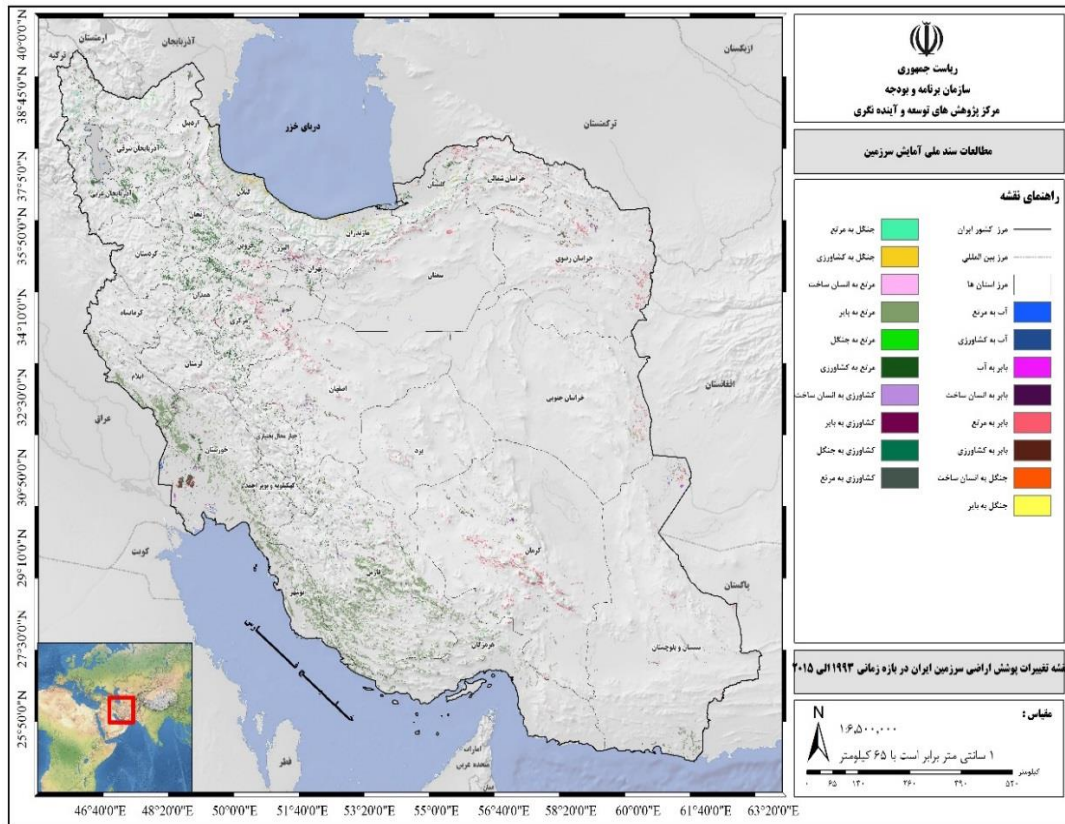 ریاست جمهوری
سازمان برنامه و بودجه
مرکز پژوهش های توسعه و آینده نگری
مطالعات سند ملی آمایش سرزمین
راهنمای نقشه
مرز کشور ایران
مرز بین المللی
مرز استان ها
آب به مرتع
آب به کشاورزی
بایر به آب
بایر به انسان ساخت
بایر به مرتع
بایر به کشاورزی
جنگل به انسان ساخت
جنگل به بایر
جنگل به مرتع
جنگل به کشاورزی
مرتع به انسان ساخت
مرتع به بایر
مرتع به جنگل
مرتع به کشاورزی
کشاورزی به انسان ساخت
کشاورزی به بایر
کشاورزی به جنگل
کشاورزی به مرتع
نقشه تغییرات پوشش اراضی سرزمین ایران در بازه زمانی ۱۹۹۳ الی ۲۰۱۵
مقیاس :
N
۱:۶,۵۰۰,۰۰۰
۱ سانتی متر برابر است با ۶۵ کیلومتر
کیلومتر
۰ ۶۵ ۱۳۰ ۲۶۰ ۳۹۰ ۵۲۰
ارمنستان
آذربایجان
ترکیه
ازبکستان
ترکمنستان
دریای خزر
اردبیل
آذربایجان شرقی
آذربایجان غربی
گیلان
زنجان
گلستان
خراسان شمالی
مازندران
قزوین
البرز
تهران
کردستان
سمنان
خراسان رضوی
همدان
قم
مرکزی
کرمانشاه
لرستان
ایلام
اصفهان
افغانستان
خراسان جنوبی
عراق
چهار محال بختیاری
خوزستان
یزد
کهگیلویه و بویر احمد
کویت
کرمان
فارس
بوشهر
پاکستان
هرمزگان
سیستان و بلوچستان
خلیج فارس
قطر
امارات
متحده عربی
عمان
40°0'0"N
38°45'0"N
37°5'0"N
35°50'0"N
34°10'0"N
32°30'0"N
30°50'0"N
29°10'0"N
27°30'0"N
25°50'0"N
46°40'0"E 48°20'0"E 50°0'0"E 51°40'0"E 53°20'0"E 55°0'0"E 56°40'0"E 58°20'0"E 60°0'0"E 61°40'0"E 63°20'0"E